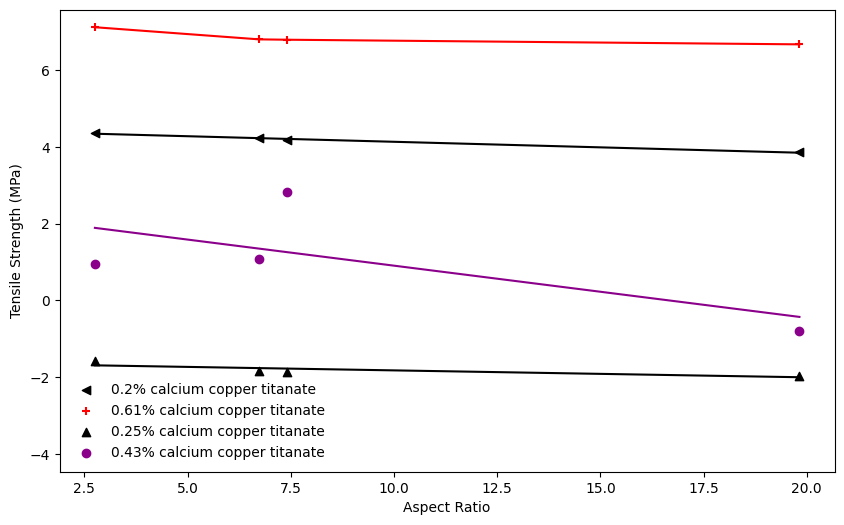 6
4
2
0
−2
−4
Tensile Strength (MPa)
0.2% calcium copper titanate
0.61% calcium copper titanate
0.25% calcium copper titanate
0.43% calcium copper titanate
2.5 5.0 7.5 10.0 12.5 15.0 17.5 20.0
Aspect Ratio